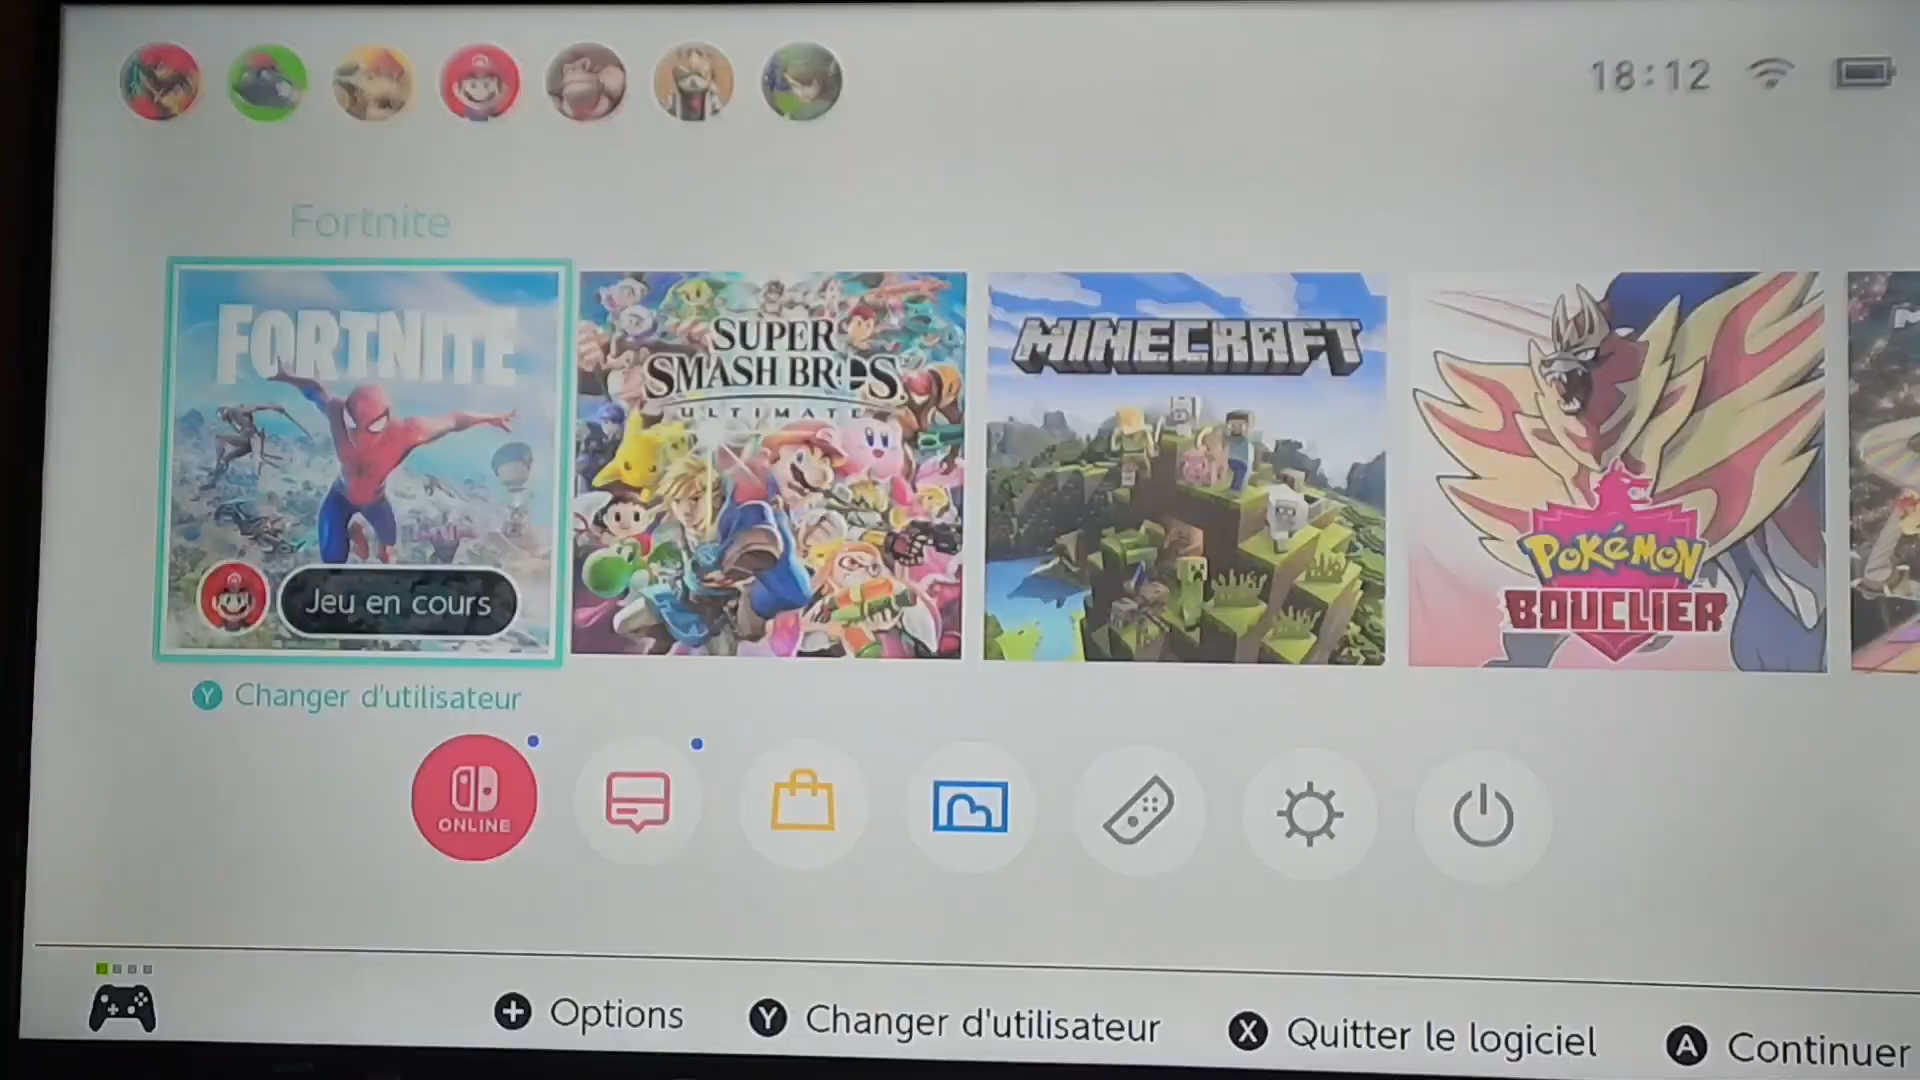 18:12
Fortnite
FORTNITE
Jeu en cours
SUPER
SMASH BROS.
ULTIMATE
MINECRAFT
POKÉMON
BOUCLIER
Y Changer d'utilisateur
ONLINE
+ Options
Y Changer d'utilisateur
X Quitter le logiciel
A Continuer